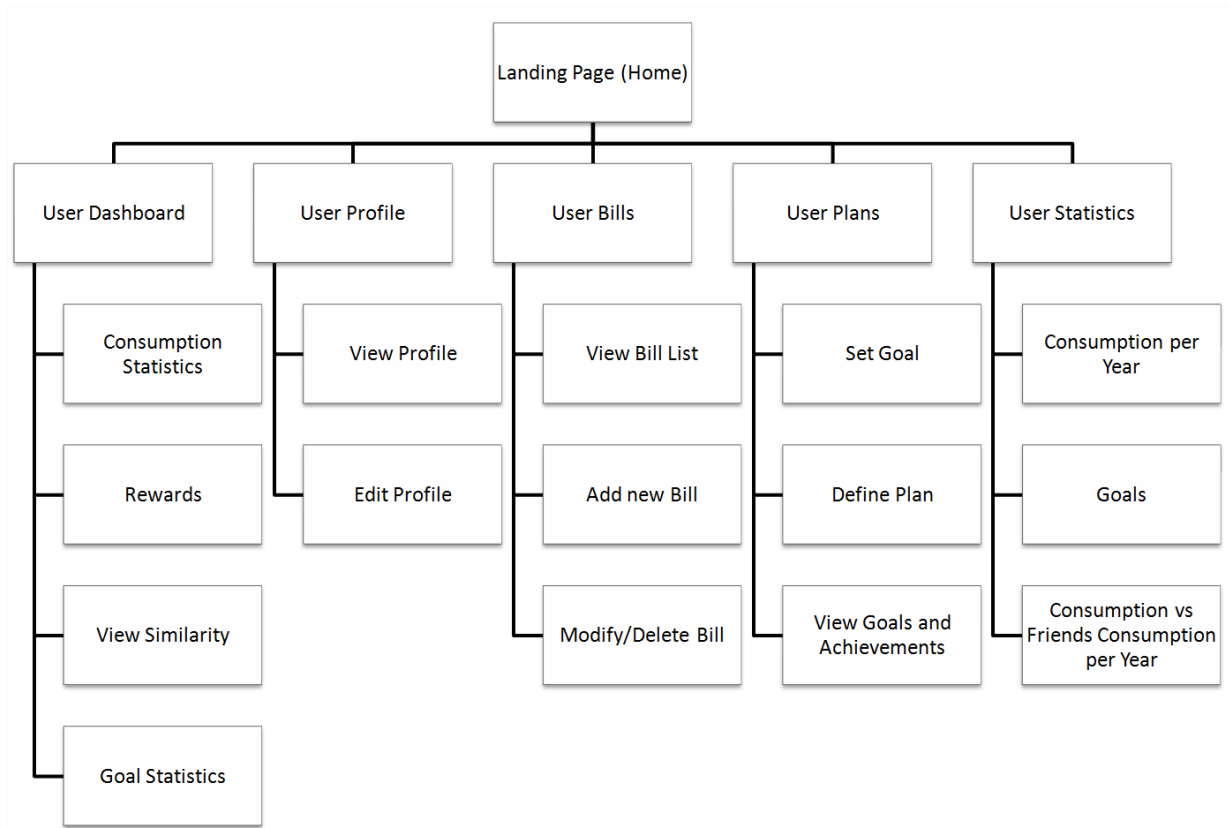 Landing Page (Home)
User Dashboard
User Profile
User Bills
User Plans
User Statistics
Consumption
Statistics
View Profile
View Bill List
Set Goal
Consumption per
Year
Rewards
Edit Profile
Add new Bill
Define Plan
Goals
View Similarity
Modify/Delete Bill
View Goals and
Achievements
Consumption vs
Friends Consumption
per Year
Goal Statistics